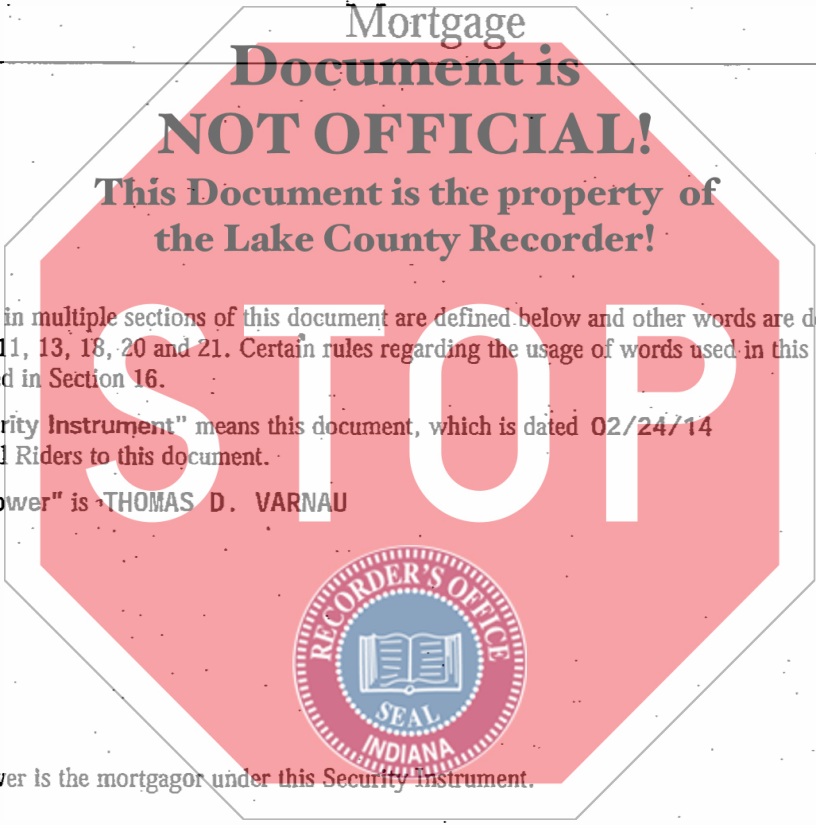 Mortgage
Document is
NOT OFFICIAL!
This Document is the property of
the Lake County Recorder!
in multiple sections of this document are defined below and other words are d
11, 13, 18, 20 and 21. Certain rules regarding the usage of words used in this
d in Section 16.
rity Instrument" means this document, which is dated 02/24/14
l Riders to this document.
ower" is THOMAS D. VARNAU
STOP
RECORDER'S OFFICE
SEAL
INDIANA
er is the mortgagor under this Security Instrument.